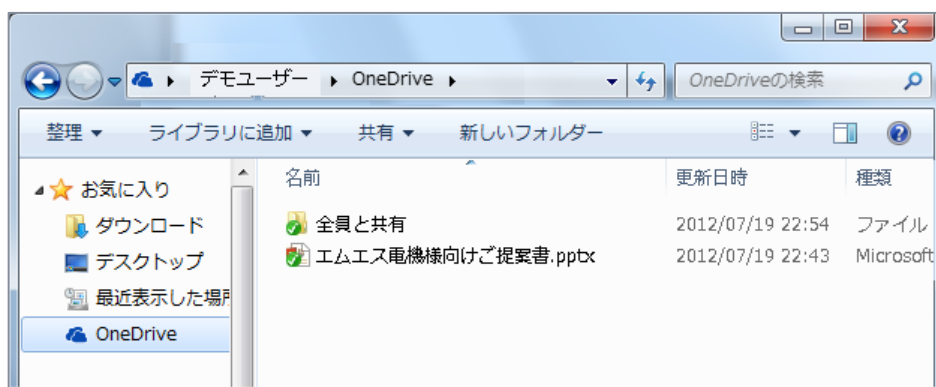 デモユーザー OneDrive OneDriveの検索
整理 ライブラリに追加 共有 新しいフォルダー
お気に入り 名前 更新日時 種類
ダウンロード 全員と共有 2012/07/19 22:54 ファイル
デスクトップ エムエス電機様向けご提案書.pptx 2012/07/19 22:43 Microsoft
最近表示した場所
OneDrive